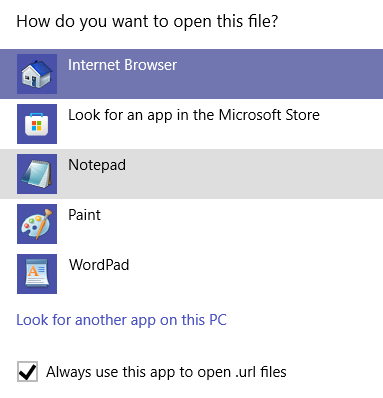 How do you want to open this file?
Internet Browser
Look for an app in the Microsoft Store
Notepad
Paint
WordPad
Look for another app on this PC
Always use this app to open .url files